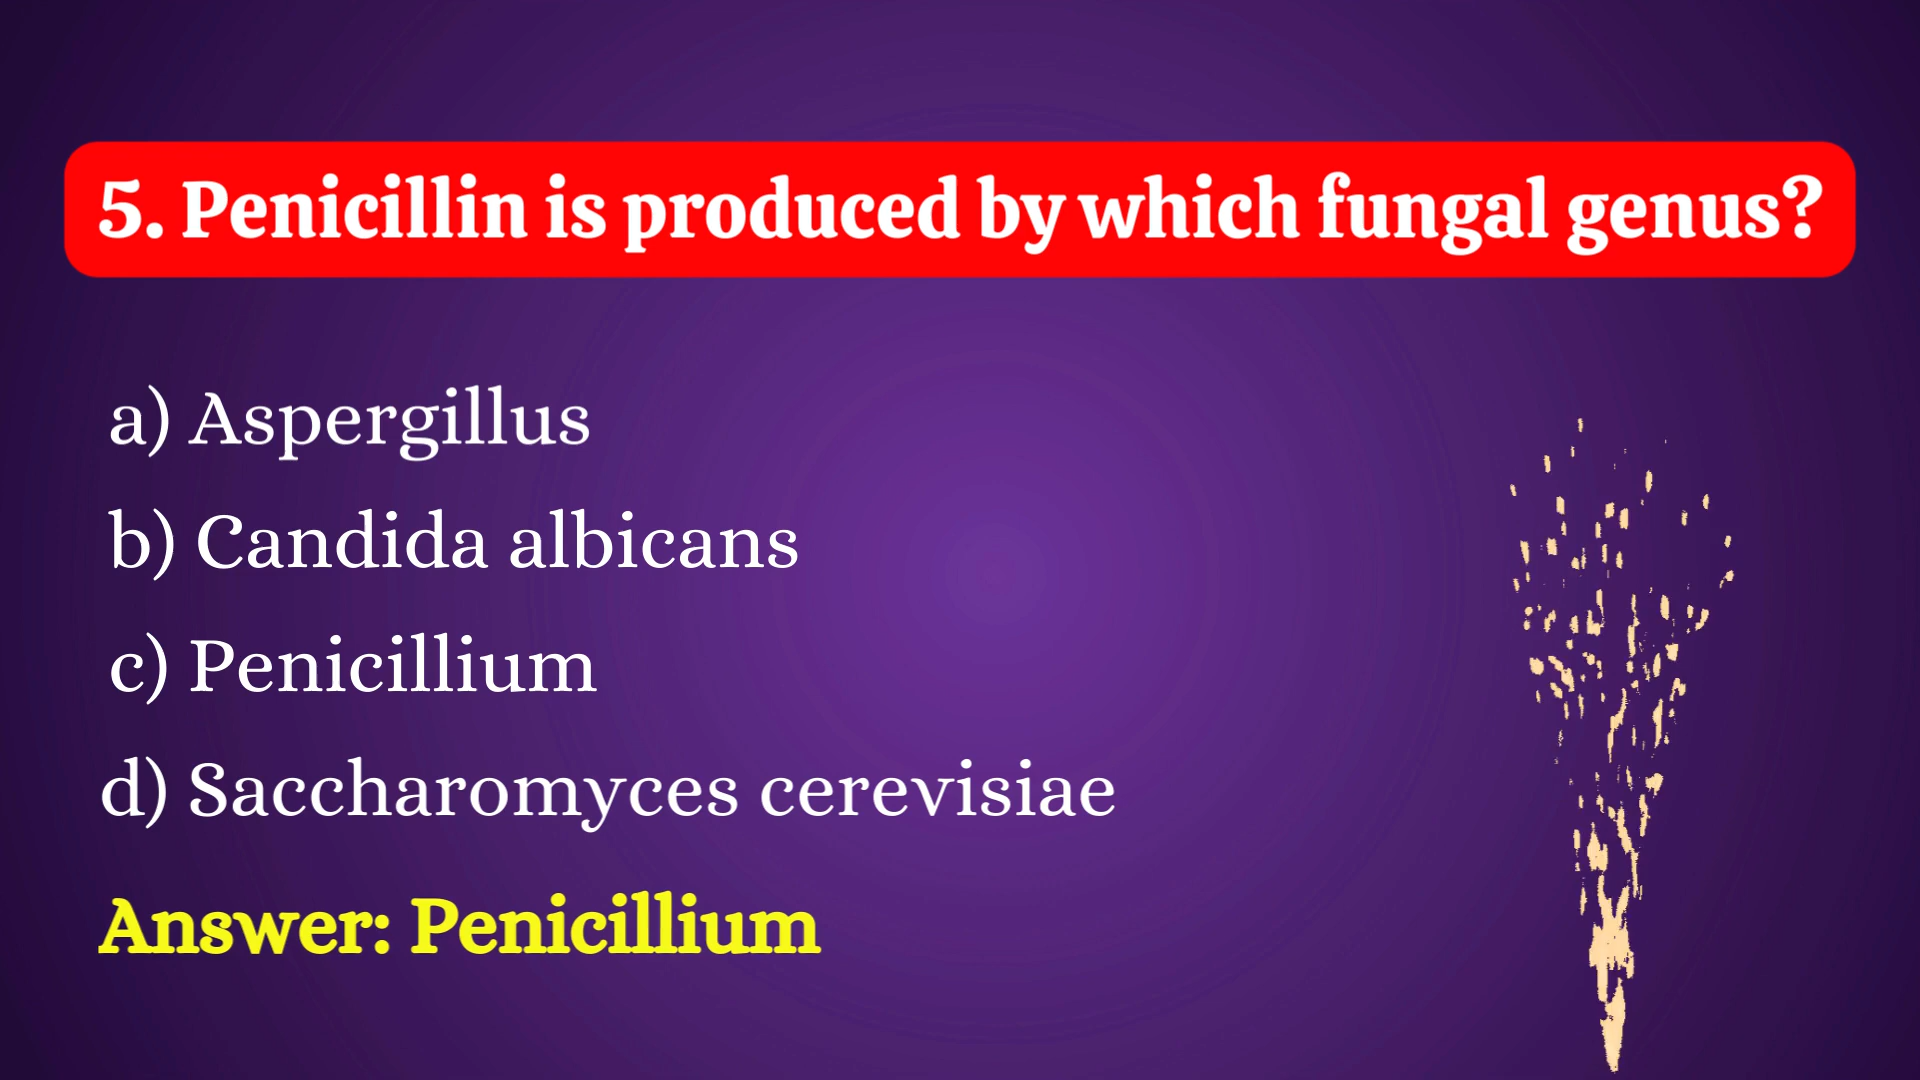 5. Penicillin is produced by which fungal genus?
a) Aspergillus
b) Candida albicans
c) Penicillium
d) Saccharomyces cerevisiae
Answer: Penicillium